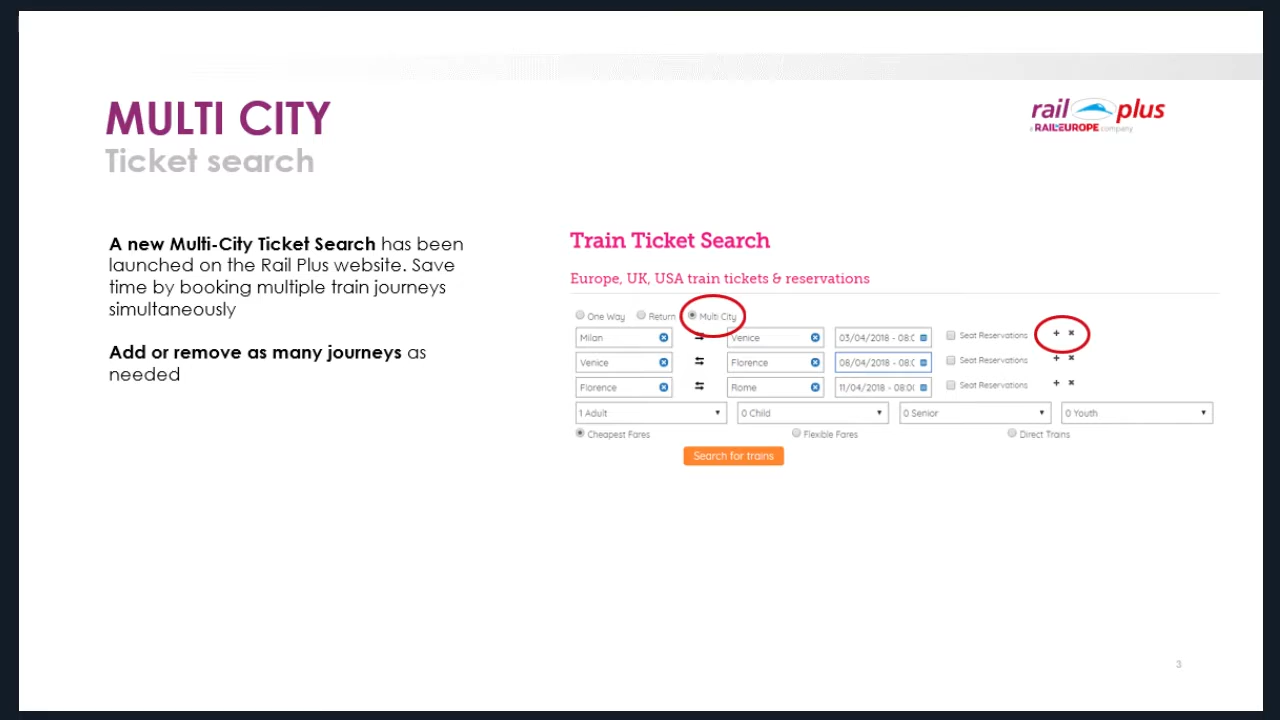 MULTI CITY
Ticket search
rail plus
a RAIL EUROPE company
A new Multi-City Ticket Search has been
launched on the Rail Plus website. Save
time by booking multiple train journeys
simultaneously
Add or remove as many journeys as
needed
Train Ticket Search
Europe, UK, USA train tickets & reservations
One Way Return Multi City
Milan Venice 03/04/2018 - 08:0 Seat Reservations
Venice Florence 08/04/2018 - 08:0 Seat Reservations
Florence Rome 11/04/2018 - 08:00 Seat Reservations
1 Adult 0 Child 0 Senior 0 Youth
Cheapest Fares Flexible Fares Direct Trains
Search for trains
3